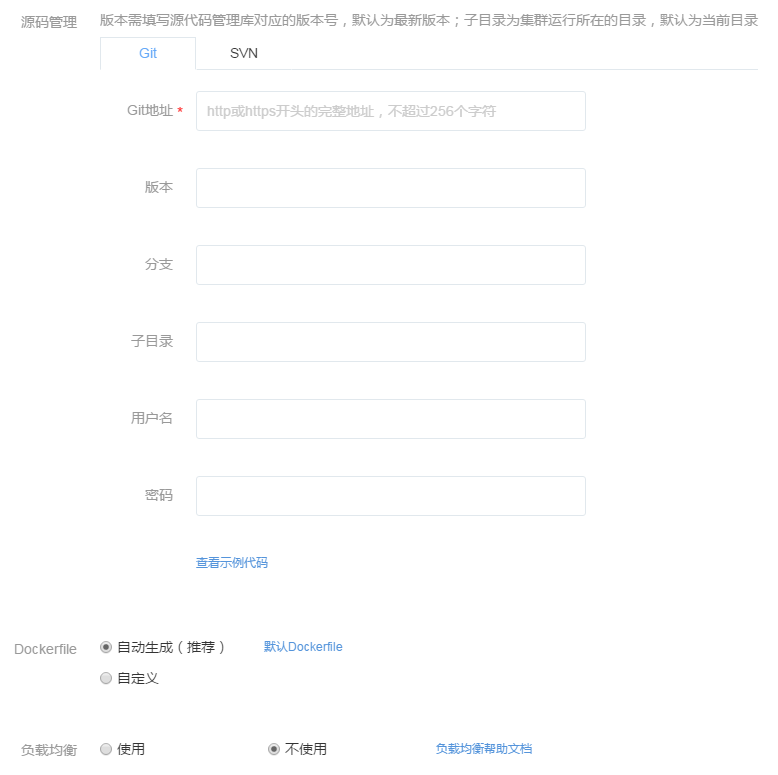 源码管理 版本需填写源代码管理库对应的版本号，默认为最新版本；子目录为集群运行所在的目录，默认为当前目录
Git SVN
Git地址 * http或https开头的完整地址，不超过256个字符
版本
分支
子目录
用户名
密码
查看示例代码
Dockerfile 自动生成（推荐） 默认Dockerfile
自定义
负载均衡 使用 不使用 负载均衡帮助文档